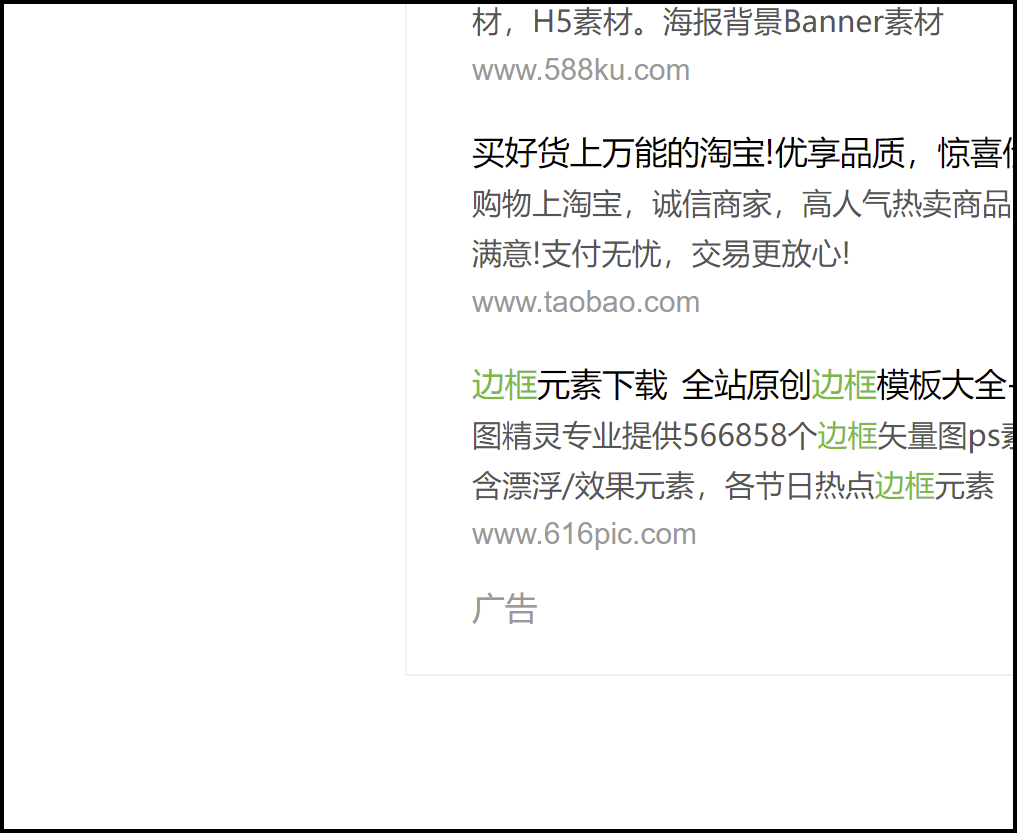 材，H5素材。海报背景Banner素材
www.588ku.com
买好货上万能的淘宝!优享品质，惊喜
购物上淘宝，诚信商家，高人气热卖商品
满意!支付无忧，交易更放心!
www.taobao.com
边框元素下载 全站原创边框模板大全-
图精灵专业提供566858个边框矢量图ps素
含漂浮/效果元素，各节日热点边框元素
www.616pic.com
广告